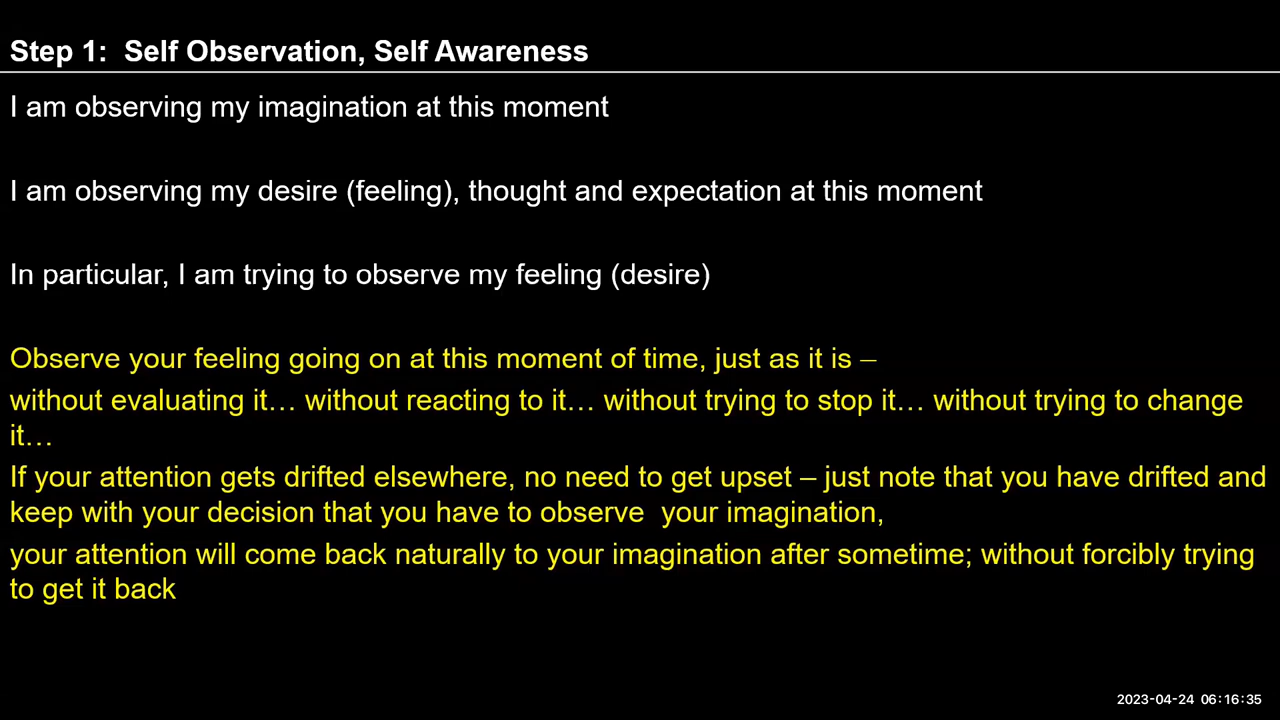 Step 1:  Self Observation, Self Awareness
I am observing my imagination at this moment
I am observing my desire (feeling), thought and expectation at this moment
In particular, I am trying to observe my feeling (desire)
Observe your feeling going on at this moment of time, just as it is –
without evaluating it… without reacting to it… without trying to stop it… without trying to change
it…
If your attention gets drifted elsewhere, no need to get upset – just note that you have drifted and
keep with your decision that you have to observe  your imagination,
your attention will come back naturally to your imagination after sometime; without forcibly trying
to get it back
2023-04-24 06:16:35